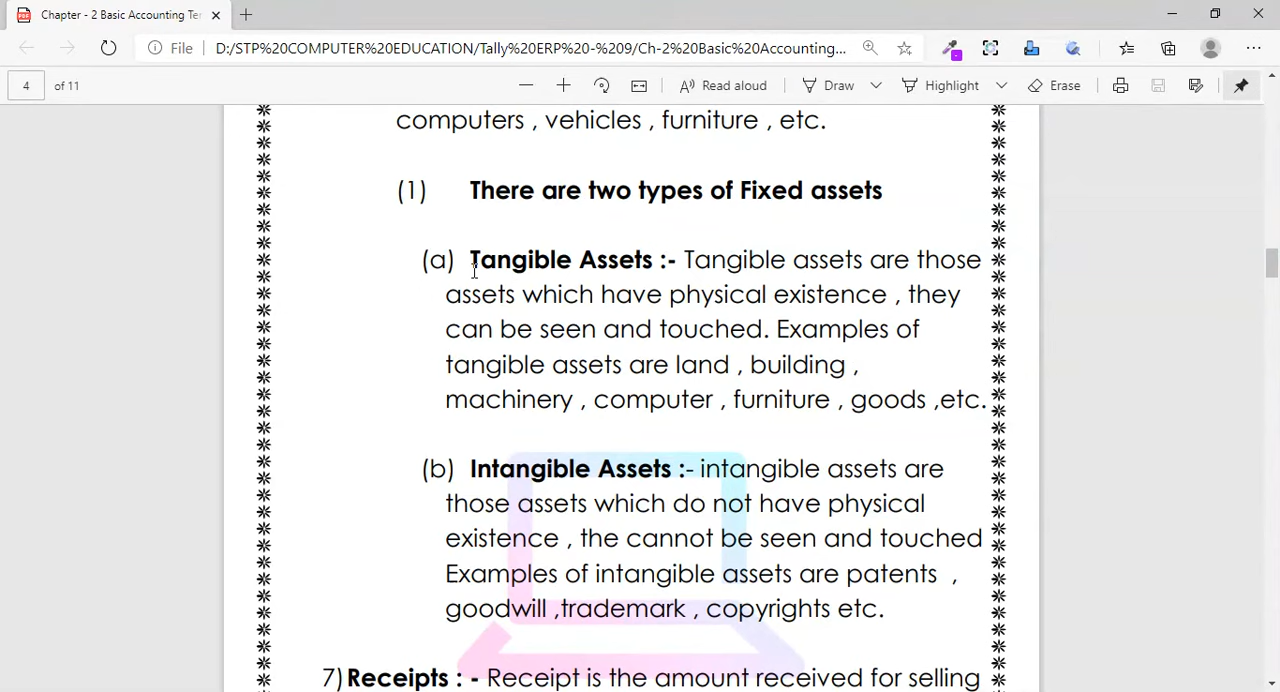 Chapter - 2 Basic Accounting Ter
File
D:/STP%20COMPUTER%20EDUCATION/Tally%20ERP%20-%209/Ch-2%20Basic%20Accounting...
4 of 11
Read aloud
Draw
Highlight
Erase
computers , vehicles , furniture , etc.
(1) There are two types of Fixed assets
(a) Tangible Assets :- Tangible assets are those
assets which have physical existence , they
can be seen and touched. Examples of
tangible assets are land , building ,
machinery , computer , furniture , goods ,etc.
(b) Intangible Assets :- intangible assets are
those assets which do not have physical
existence , the cannot be seen and touched
Examples of intangible assets are patents ,
goodwill ,trademark , copyrights etc.
7) Receipts : - Receipt is the amount received for selling